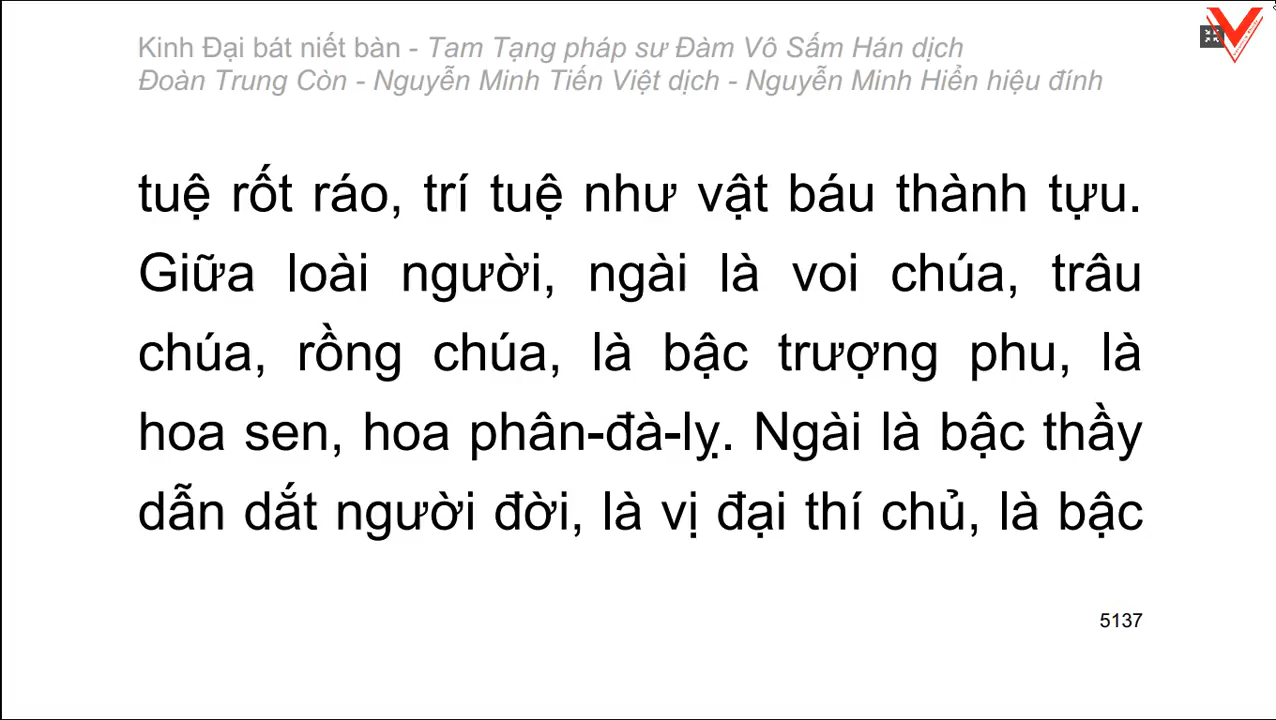 Kinh Đại bát niết bàn - Tam Tạng pháp sư Đàm Vô Sấm Hán dịch
Đoàn Trung Còn - Nguyễn Minh Tiến Việt dịch - Nguyễn Minh Hiển hiệu đính
tuệ rốt ráo, trí tuệ như vật báu thành tựu.
Giữa loài người, ngài là voi chúa, trâu
chúa, rồng chúa, là bậc trượng phu, là
hoa sen, hoa phân-đà-lỵ. Ngài là bậc thầy
dẫn dắt người đời, là vị đại thí chủ, là bậc
5137